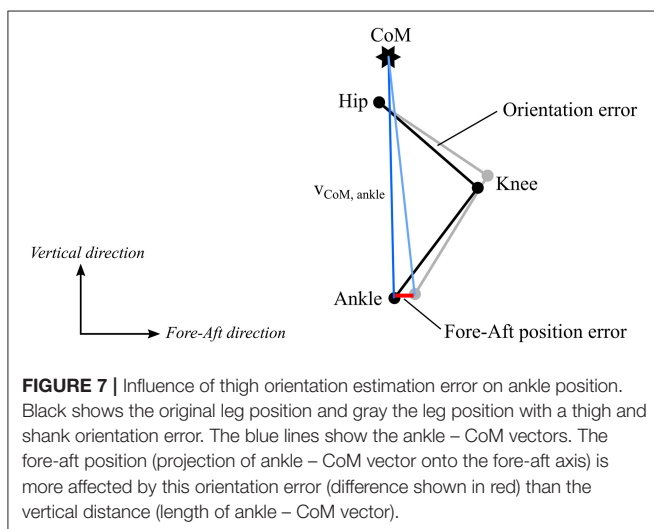 CoM
Hip
Orientation error
Knee
vCoM, ankle
Vertical direction
Ankle
Fore-Aft direction
Fore-Aft position error
FIGURE 7 | Influence of thigh orientation estimation error on ankle position.
Black shows the original leg position and gray the leg position with a thigh and
shank orientation error. The blue lines show the ankle – CoM vectors. The
fore-aft position (projection of ankle – CoM vector onto the fore-aft axis) is
more affected by this orientation error (difference shown in red) than the
vertical distance (length of ankle – CoM vector).